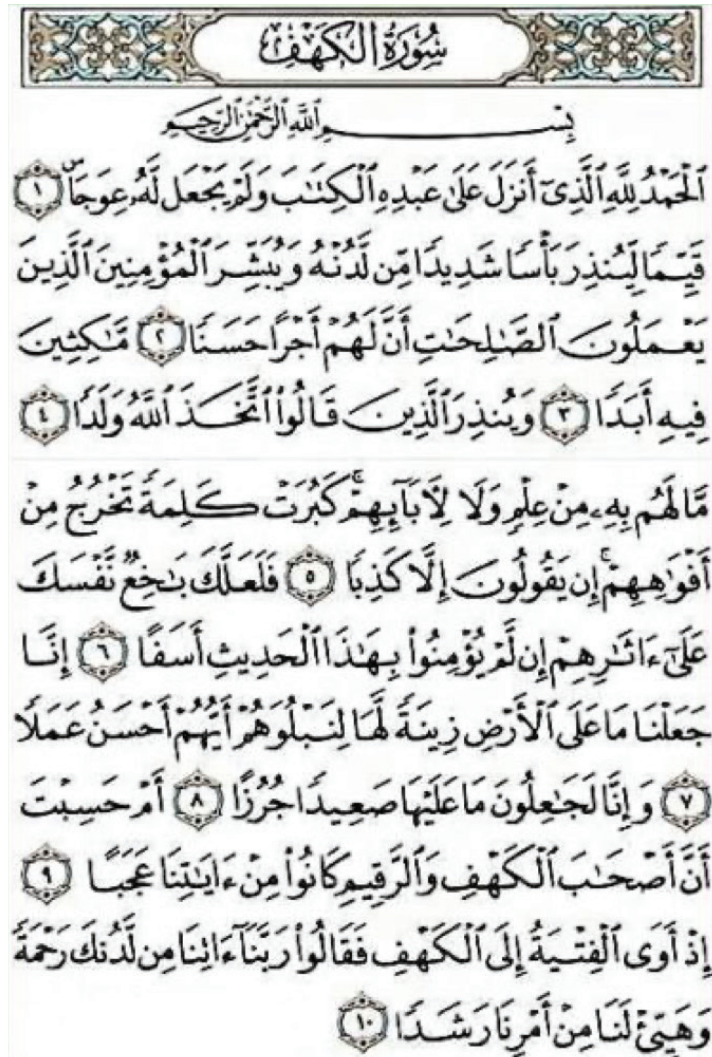 سُورَةُ الكَهْفِ
بِسْمِ ٱللَّهِ ٱلرَّحْمَٰنِ ٱلرَّحِيمِ
ٱلْحَمْدُ لِلَّهِ ٱلَّذِىٓ أَنزَلَ عَلَىٰ عَبْدِهِ ٱلْكِتَٰبَ وَلَمْ يَجْعَل لَّهُۥ عِوَجَاۜ ١
قَيِّمًا لِّيُنذِرَ بَأْسًا شَدِيدًا مِّن لَّدُنْهُ وَيُبَشِّرَ ٱلْمُؤْمِنِينَ ٱلَّذِينَ
يَعْمَلُونَ ٱلصَّٰلِحَٰتِ أَنَّ لَهُمْ أَجْرًا حَسَنًا ٢ مَّٰكِثِينَ
فِيهِ أَبَدًا ٣ وَيُنذِرَ ٱلَّذِينَ قَالُوا۟ ٱتَّخَذَ ٱللَّهُ وَلَدًا ٤
مَّا لَهُم بِهِۦ مِنْ عِلْمٍ وَلَا لِءَابَآئِهِمْ ۚ كَبُرَتْ كَلِمَةً تَخْرُجُ مِنْ
أَفْوَٰهِهِمْ ۚ إِن يَقُولُونَ إِلَّا كَذِبًا ٥ فَلَعَلَّكَ بَٰخِعٌ نَّفْسَكَ
عَلَىٰٓ ءَاثَٰرِهِمْ إِن لَّمْ يُؤْمِنُوا۟ بِهَٰذَا ٱلْحَدِيثِ أَسَفًا ٦ إِنَّا
جَعَلْنَا مَا عَلَى ٱلْأَرْضِ زِينَةً لَّهَا لِنَبْلُوَهُمْ أَيُّهُمْ أَحْسَنُ عَمَلًا
٧ وَإِنَّا لَجَٰعِلُونَ مَا عَلَيْهَا صَعِيدًا جُرُزًا ٨ أَمْ حَسِبْتَ
أَنَّ أَصْحَٰبَ ٱلْكَهْفِ وَٱلرَّقِيمِ كَانُوا۟ مِنْ ءَايَٰتِنَا عَجَبًا ٩
إِذْ أَوَى ٱلْفِتْيَةُ إِلَى ٱلْكَهْفِ فَقَالُوا۟ رَبَّنَآ ءَاتِنَا مِن لَّدُنكَ رَحْمَةً
وَهَيِّئْ لَنَا مِنْ أَمْرِنَا رَشَدًا ١٠